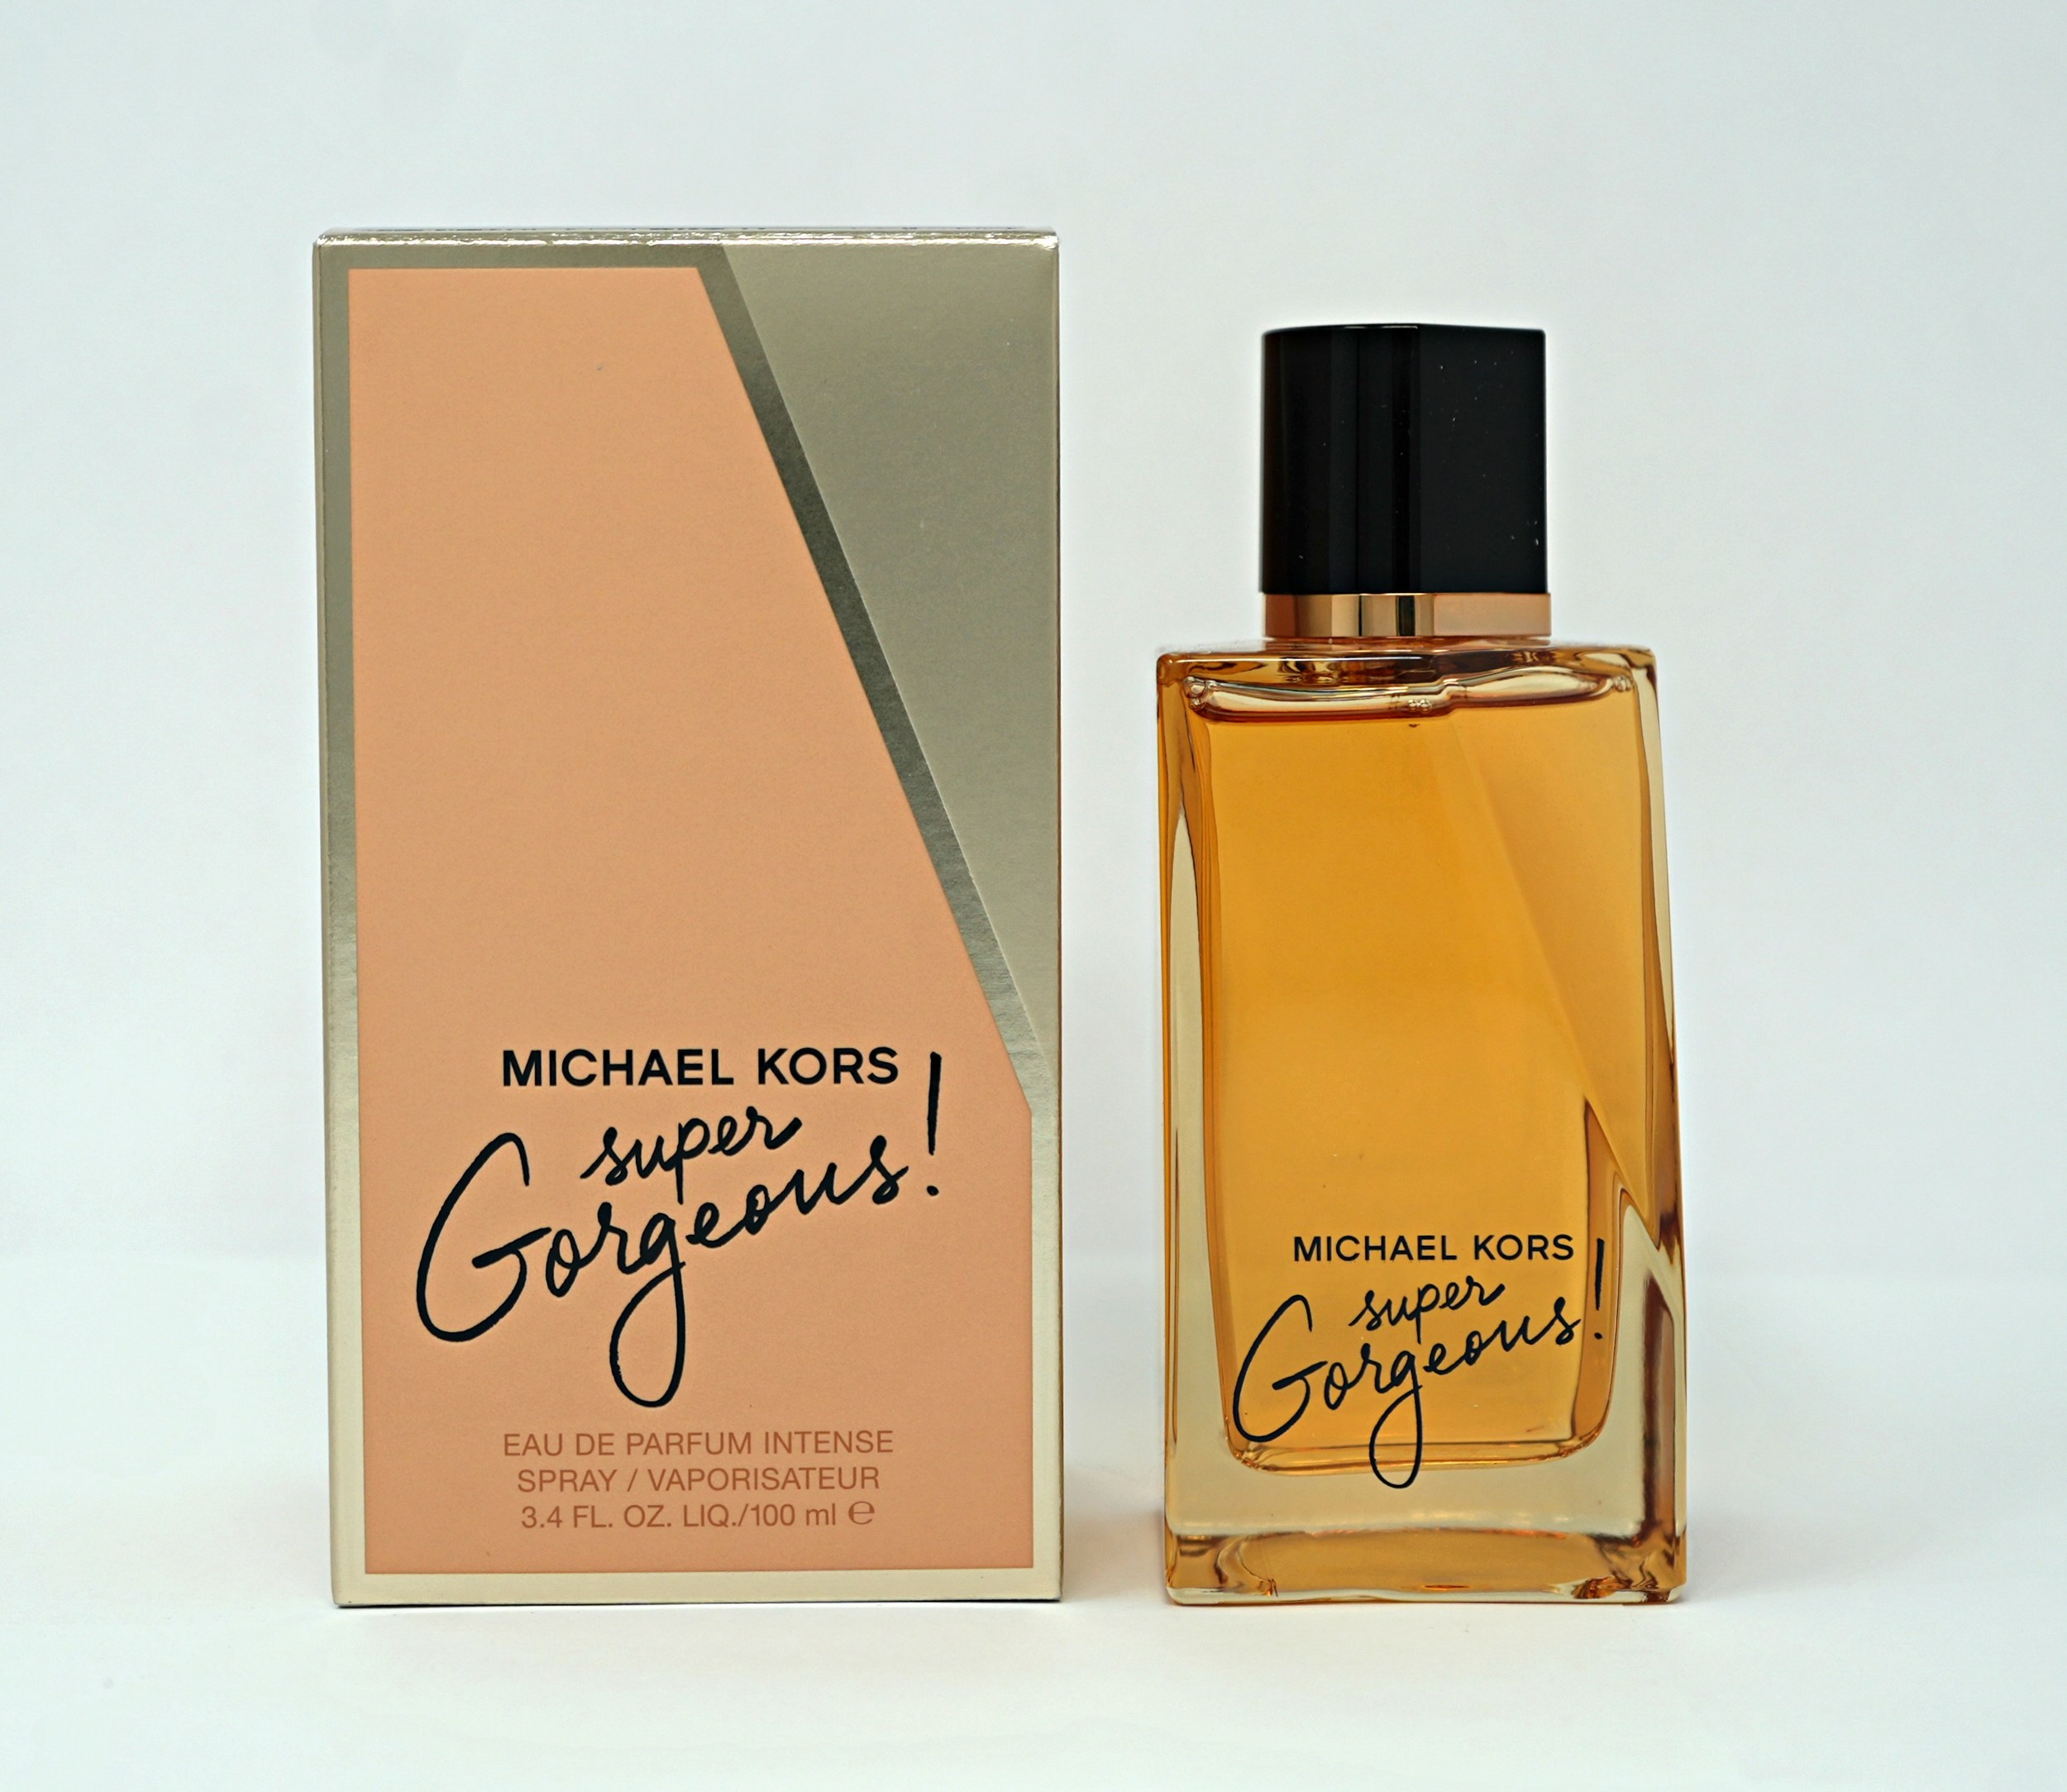 MICHAEL KORS
super
Gorgeous!
EAU DE PARFUM INTENSE
SPRAY / VAPORISATEUR
3.4 FL. OZ. LIQ./100 ml ℮
MICHAEL KORS
super
Gorgeous!